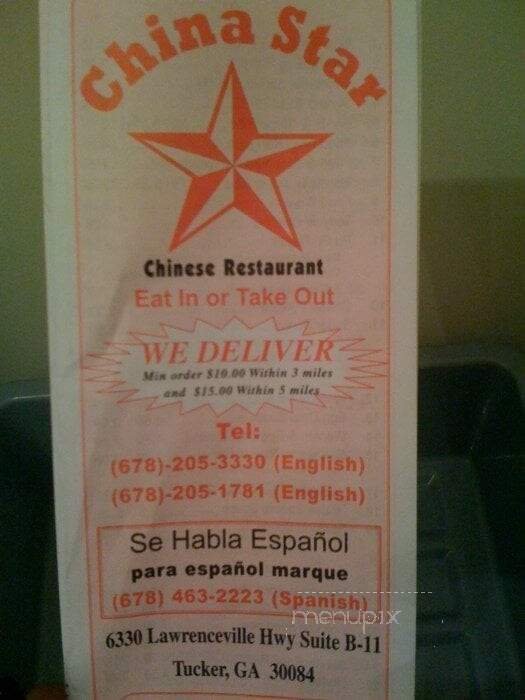 China Star
Chinese Restaurant
Eat In or Take Out
WE DELIVER
Min order $10.00 Within 3 miles
and $15.00 Within 5 miles
Tel:
(678)-205-3330 (English)
(678)-205-1781 (English)
Se Habla Español
para español marque
(678) 463-2223 (Spanish)
menupix
6330 Lawrenceville Hwy Suite B-11
Tucker, GA 30084